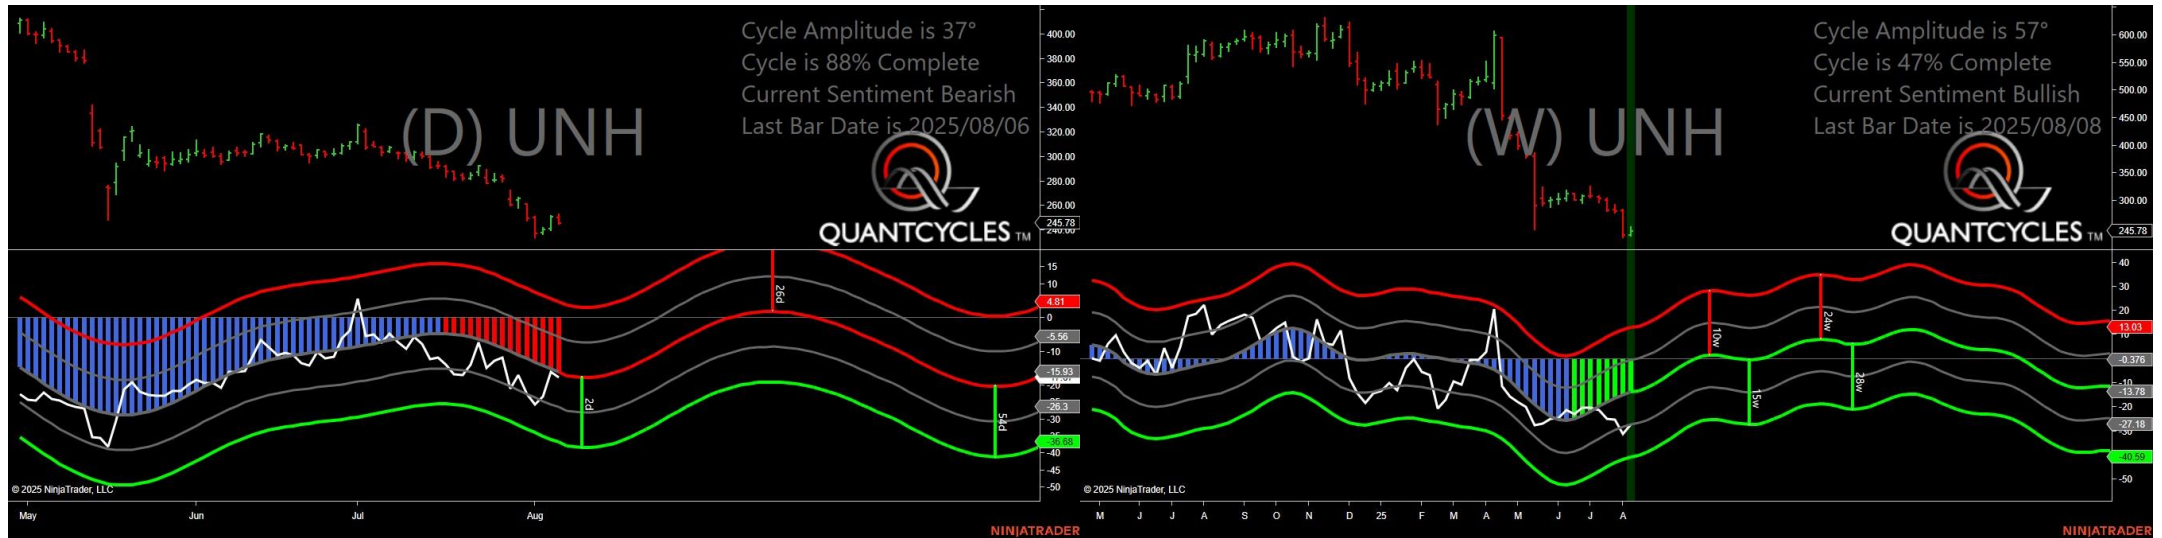 Cycle Amplitude is 37°
Cycle is 88% Complete
Current Sentiment Bearish
Last Bar Date is 2025/08/06
(D) UNH
QUANTCYCLES TM
400.00
380.00
360.00
340.00
320.00
300.00
280.00
260.00
245.78
15
10
4.81
0
-5.56
-10
-15.93
-20
-26.3
-30
-36.68
-40
-45
-50
26d
2d
54d
© 2025 NinjaTrader, LLC
May Jun Jul Aug
NINJATRADER
Cycle Amplitude is 57°
Cycle is 47% Complete
Current Sentiment Bullish
Last Bar Date is 2025/08/08
(W) UNH
QUANTCYCLES TM
600.00
550.00
500.00
450.00
400.00
350.00
300.00
245.78
40
30
20
13.03
-0.376
-10
-13.78
-20
-27.18
-40.59
-50
10w
24w
15w
28w
© 2025 NinjaTrader, LLC
M J J A S O N D 25 F M A M J J A
NINJATRADER